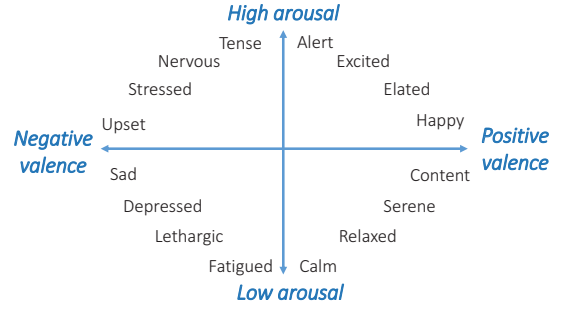 High arousal
Tense
Alert
Nervous
Excited
Stressed
Elated
Upset
Happy
Negative
valence
Positive
valence
Sad
Content
Depressed
Serene
Lethargic
Relaxed
Fatigued
Calm
Low arousal